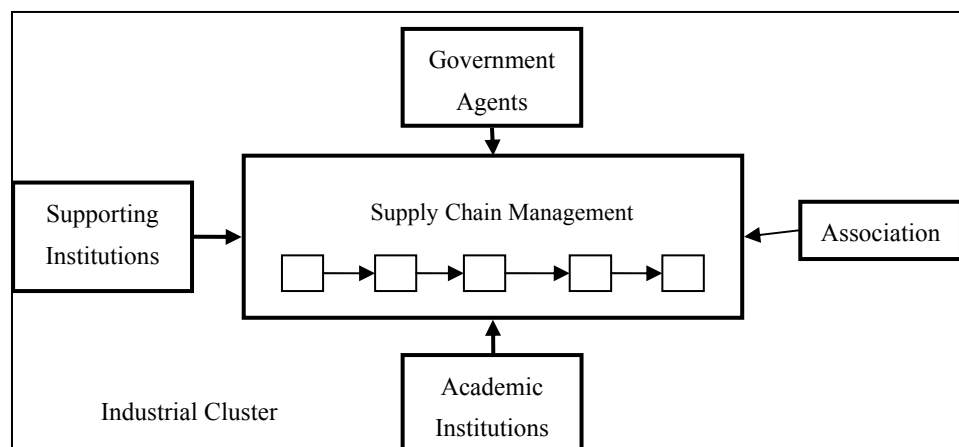 Government
Agents
Supporting
Institutions
Supply Chain Management
Association
Academic
Institutions
Industrial Cluster